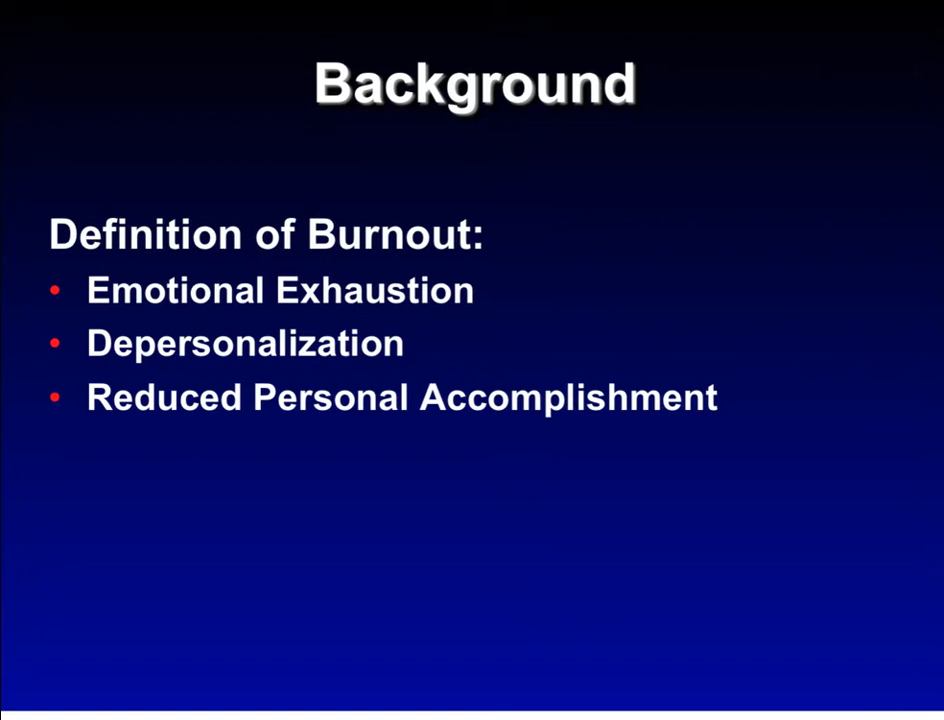 Background
Definition of Burnout:
• Emotional Exhaustion
• Depersonalization
• Reduced Personal Accomplishment